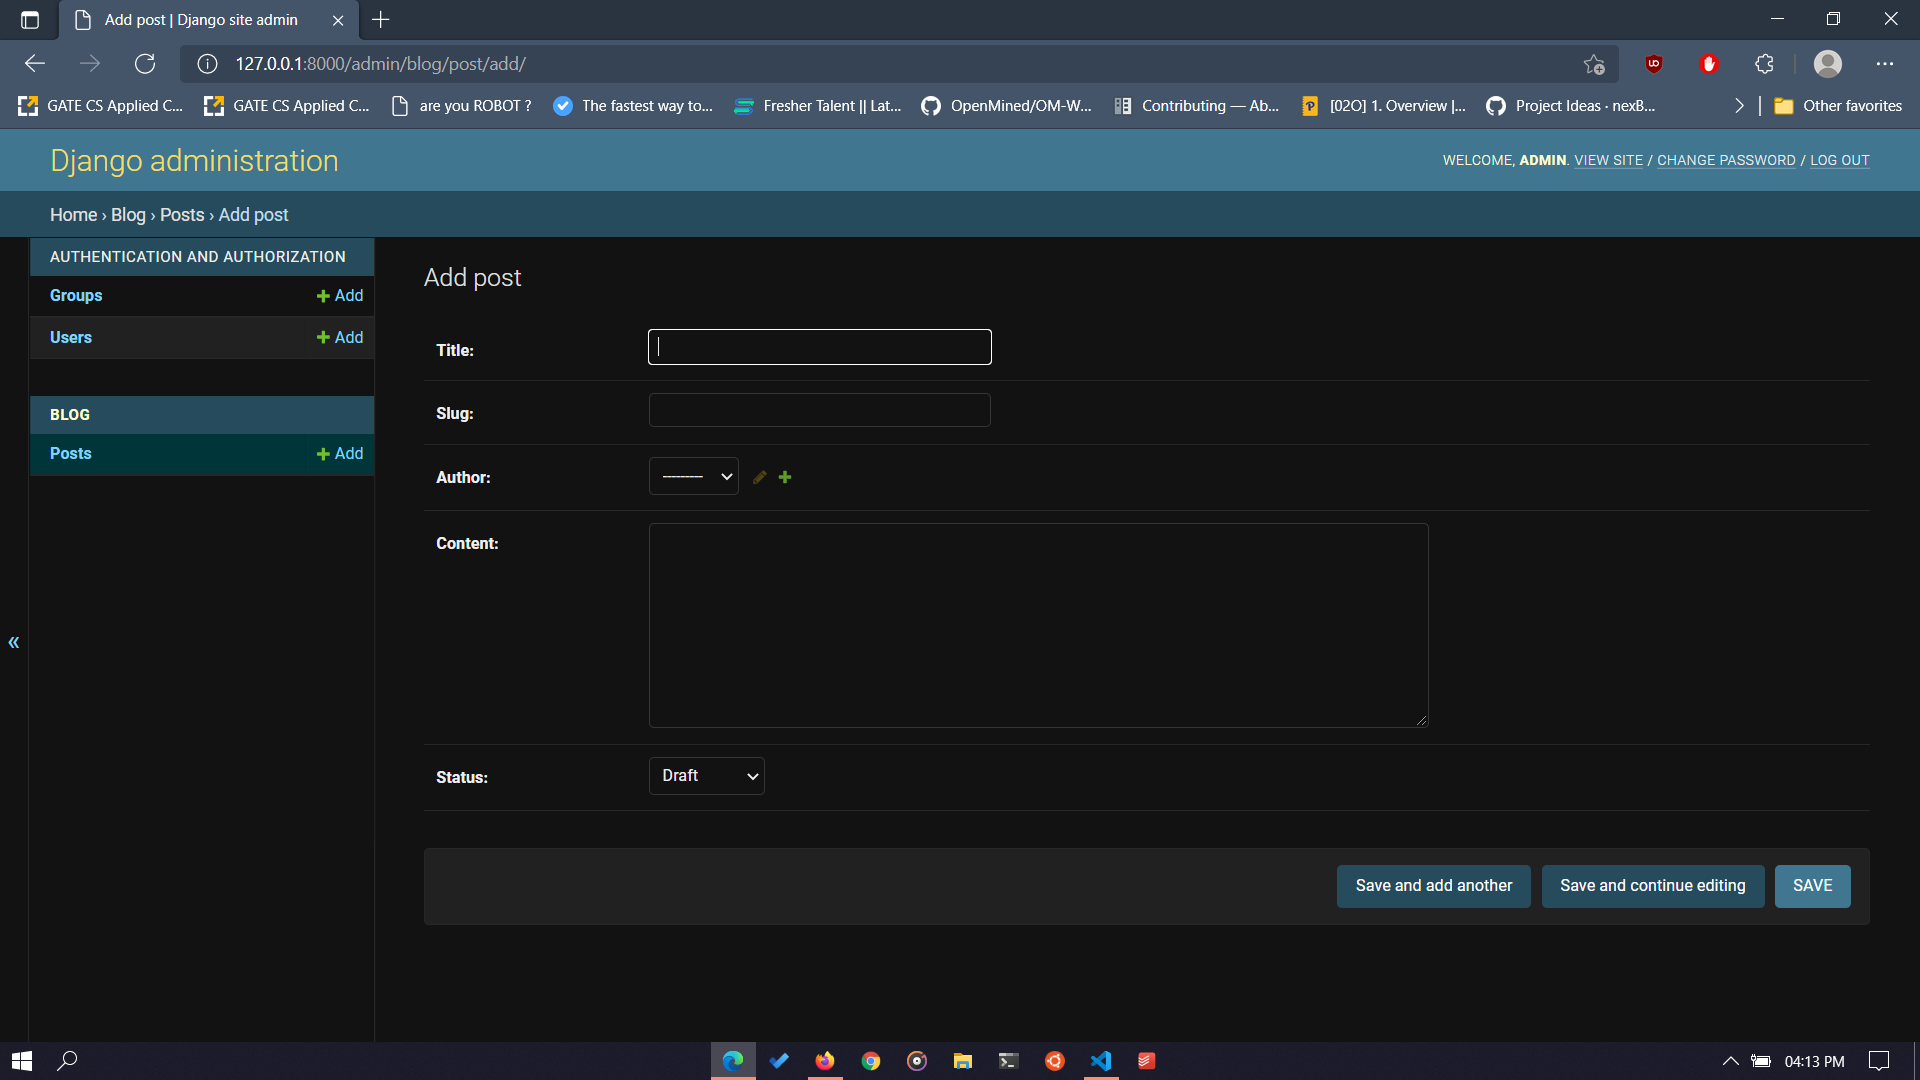 Add post | Django site admin
127.0.0.1:8000/admin/blog/post/add/
GATE CS Applied C... GATE CS Applied C... are you ROBOT ? The fastest way to... Fresher Talent || Lat... OpenMined/OM-W... Contributing — Ab... [02O] 1. Overview |... Project Ideas · nexB... Other favorites
Django administration
WELCOME, ADMIN. VIEW SITE / CHANGE PASSWORD / LOG OUT
Home › Blog › Posts › Add post
AUTHENTICATION AND AUTHORIZATION
Groups + Add
Users + Add
BLOG
Posts + Add
«
Add post
Title:
Slug:
Author: ---------
Content:
Status: Draft
Save and add another Save and continue editing SAVE
04:13 PM